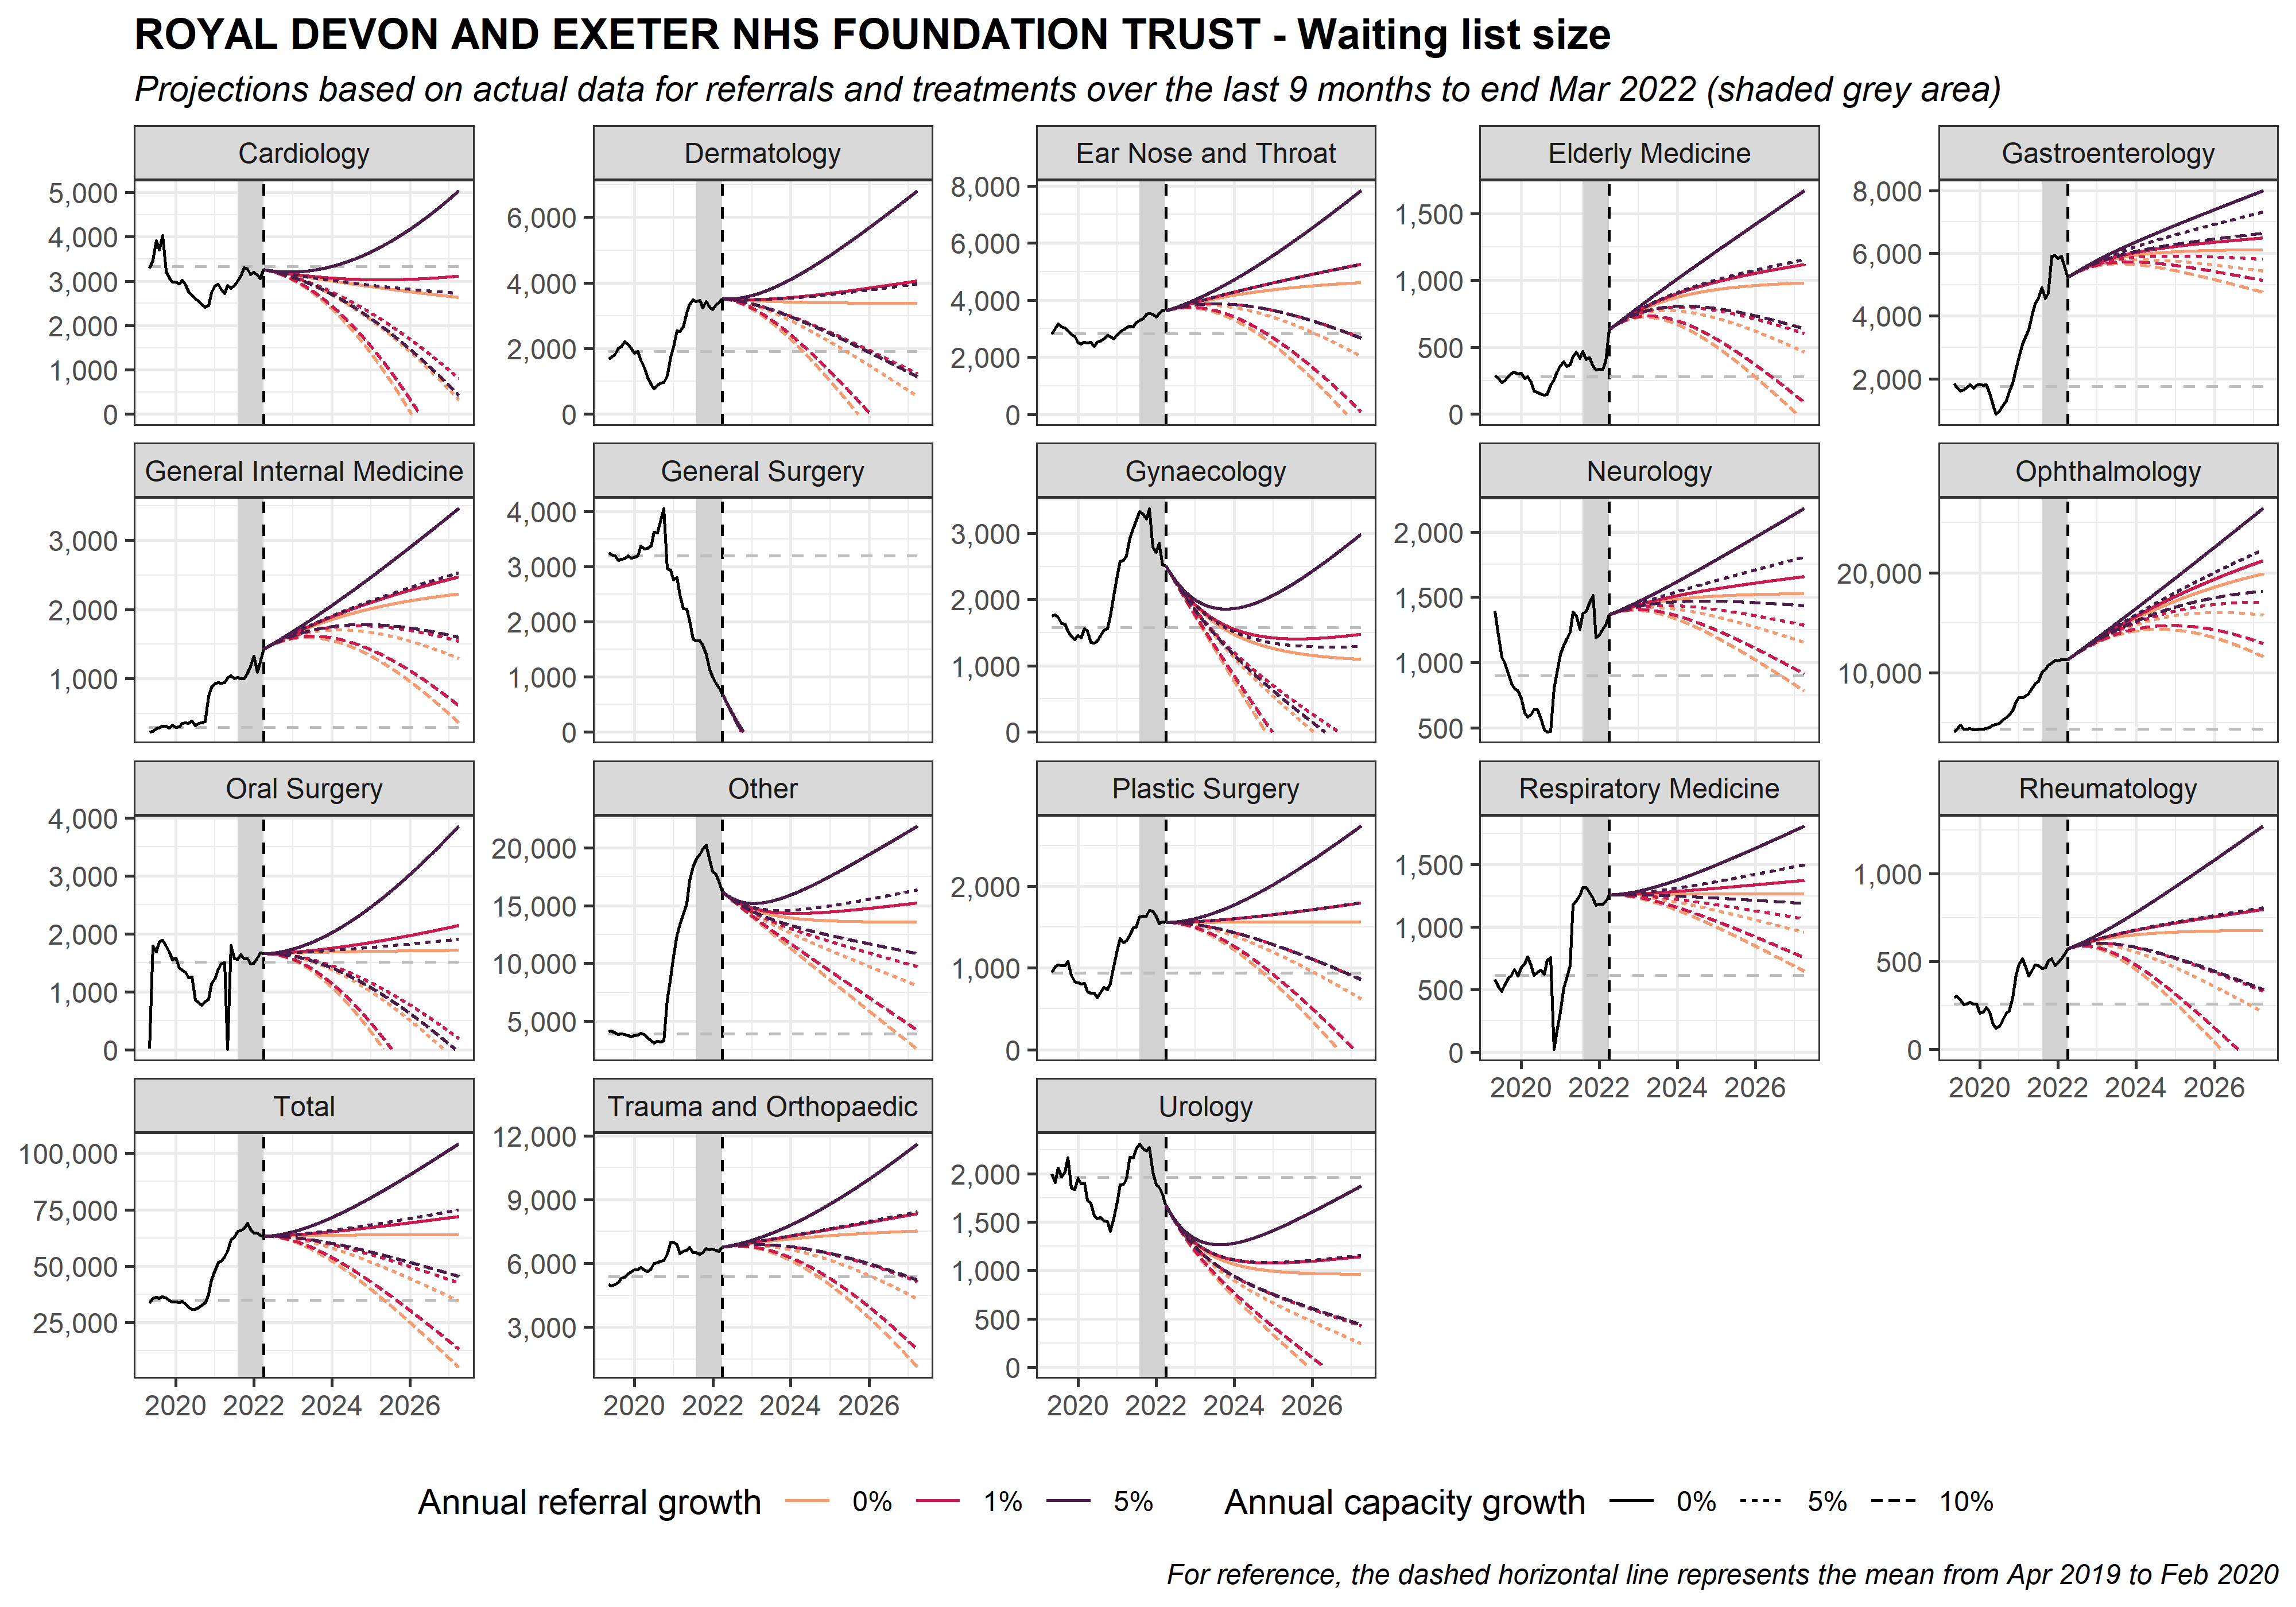 ROYAL DEVON AND EXETER NHS FOUNDATION TRUST - Waiting list size
Projections based on actual data for referrals and treatments over the last 9 months to end Mar 2022 (shaded grey area)
Cardiology
5,000
4,000
3,000
2,000
1,000
0
Dermatology
6,000
4,000
2,000
0
Ear Nose and Throat
8,000
6,000
4,000
2,000
0
Elderly Medicine
1,500
1,000
500
0
Gastroenterology
8,000
6,000
4,000
2,000
General Internal Medicine
3,000
2,000
1,000
General Surgery
4,000
3,000
2,000
1,000
0
Gynaecology
3,000
2,000
1,000
0
Neurology
2,000
1,500
1,000
500
Ophthalmology
20,000
10,000
Oral Surgery
4,000
3,000
2,000
1,000
0
Other
20,000
15,000
10,000
5,000
Plastic Surgery
2,000
1,000
0
Respiratory Medicine
1,500
1,000
500
0
2020 2022 2024 2026
Rheumatology
1,000
500
0
2020 2022 2024 2026
Total
100,000
75,000
50,000
25,000
2020 2022 2024 2026
Trauma and Orthopaedic
12,000
9,000
6,000
3,000
2020 2022 2024 2026
Urology
2,000
1,500
1,000
500
0
2020 2022 2024 2026
Annual referral growth 0% 1% 5% Annual capacity growth 0% 5% 10%
For reference, the dashed horizontal line represents the mean from Apr 2019 to Feb 2020